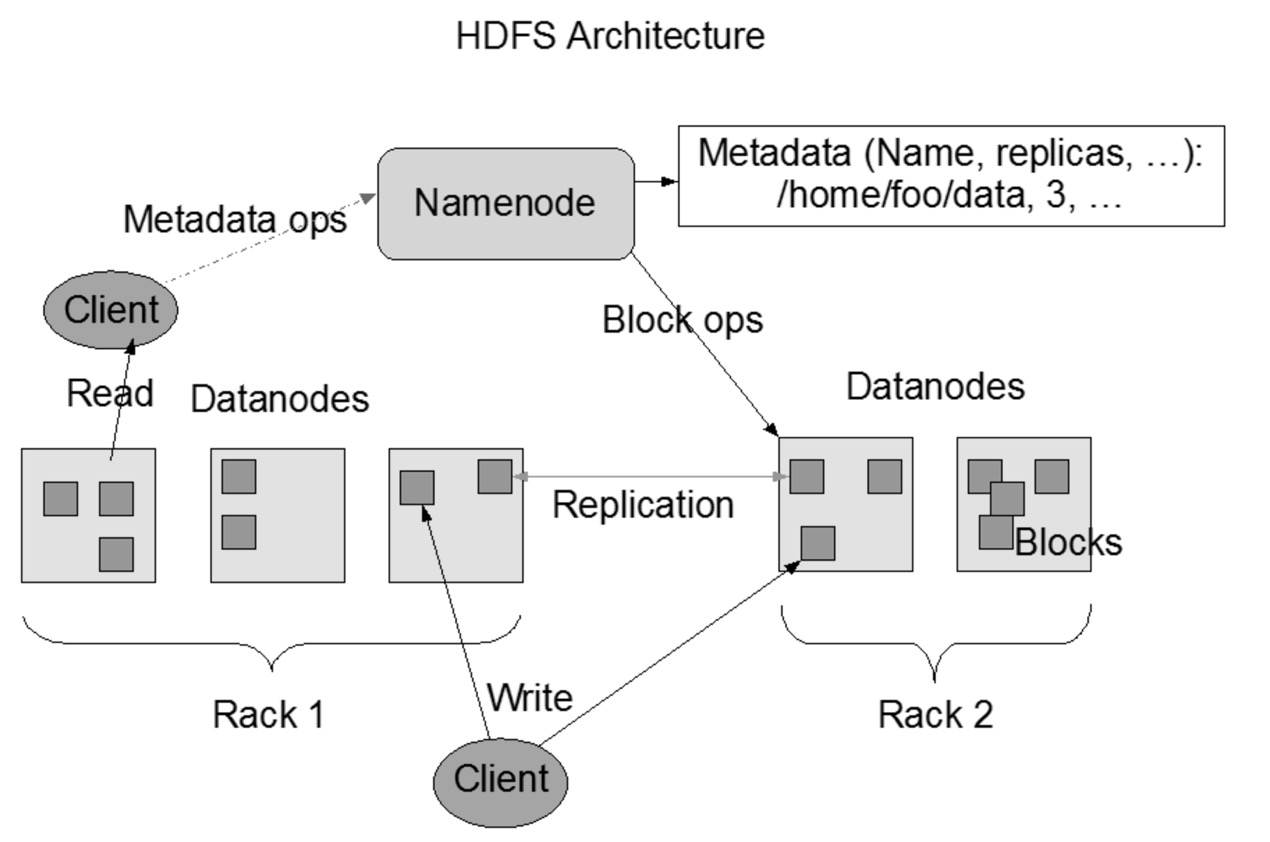 HDFS Architecture
Metadata (Name, replicas, …):
/home/foo/data, 3, …
Namenode
Metadata ops
Client
Block ops
Read
Datanodes
Datanodes
Replication
Blocks
Rack 1
Write
Rack 2
Client